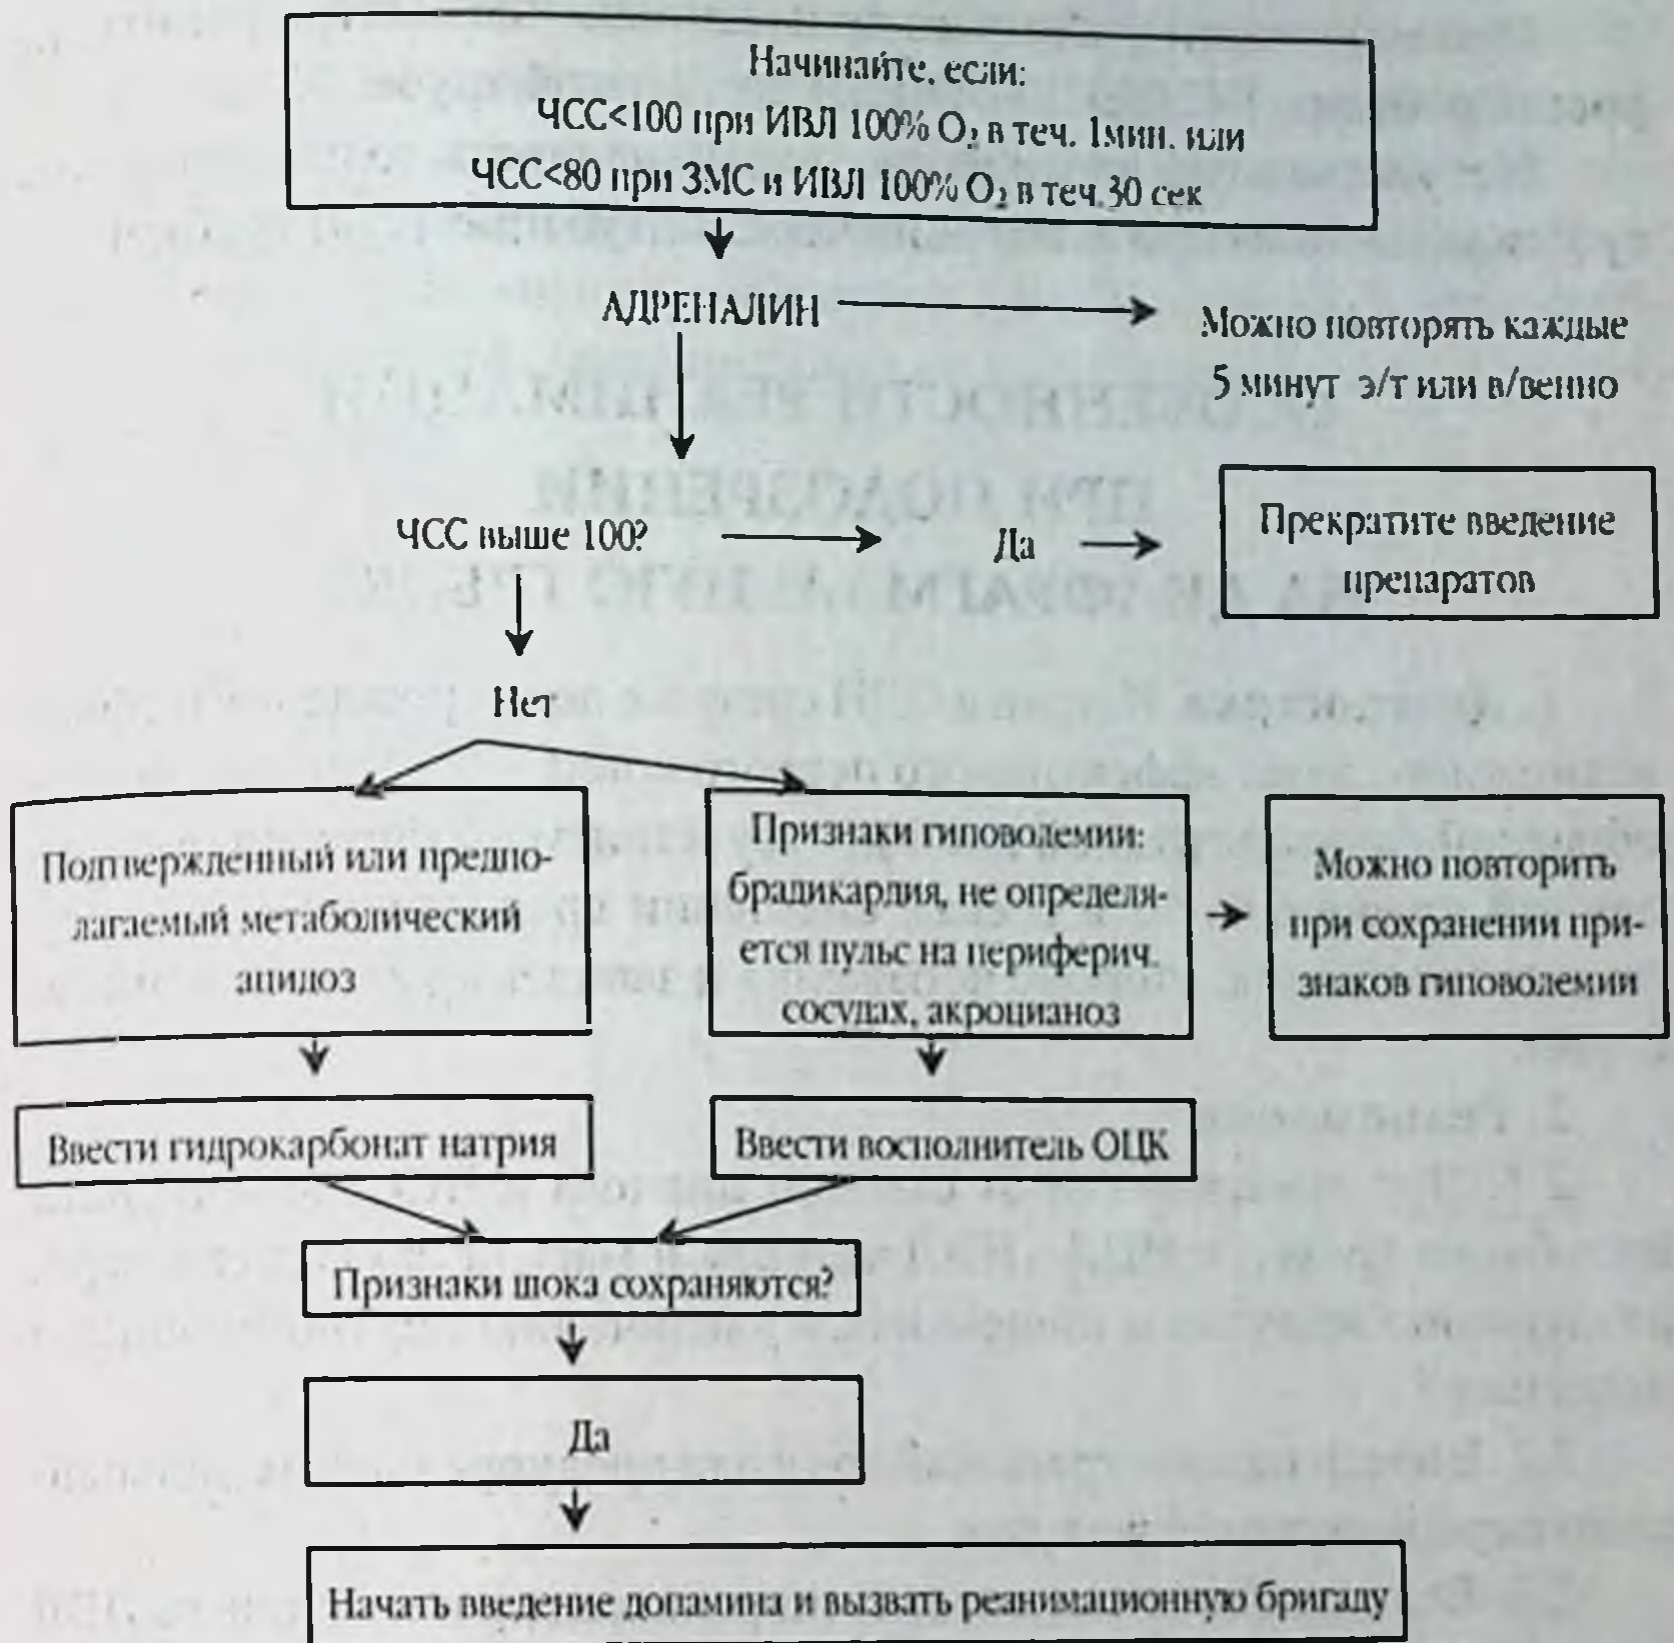 Начинайте, если:
ЧСС<100 при ИВЛ 100% O₂ в теч. 1мин. или
ЧСС<80 при ЗМС и ИВЛ 100% O₂ в теч.30 сек
АДРЕНАЛИН
Можно повторять каждые
5 минут э/т или в/венно
ЧСС выше 100?
Да
Прекратите введение
препаратов
Нет
Подтвержденный или предпо-
лагаемый метаболический
ацидоз
Признаки гиповолемии:
брадикардия, не определя-
ется пульс на периферич.
сосудах, акроцианоз
Можно повторить
при сохранении при-
знаков гиповолемии
Ввести гидрокарбонат натрия
Ввести восполнитель ОЦК
Признаки шока сохраняются?
Да
Начать введение допамина и вызвать реанимационную бригаду